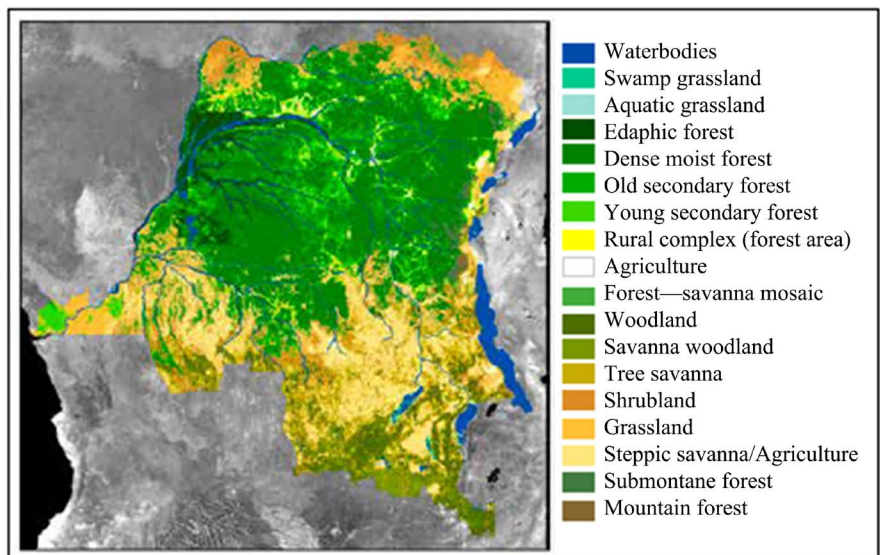 Waterbodies
Swamp grassland
Aquatic grassland
Edaphic forest
Dense moist forest
Old secondary forest
Young secondary forest
Rural complex (forest area)
Agriculture
Forest—savanna mosaic
Woodland
Savanna woodland
Tree savanna
Shrubland
Grassland
Steppic savanna/Agriculture
Submontane forest
Mountain forest